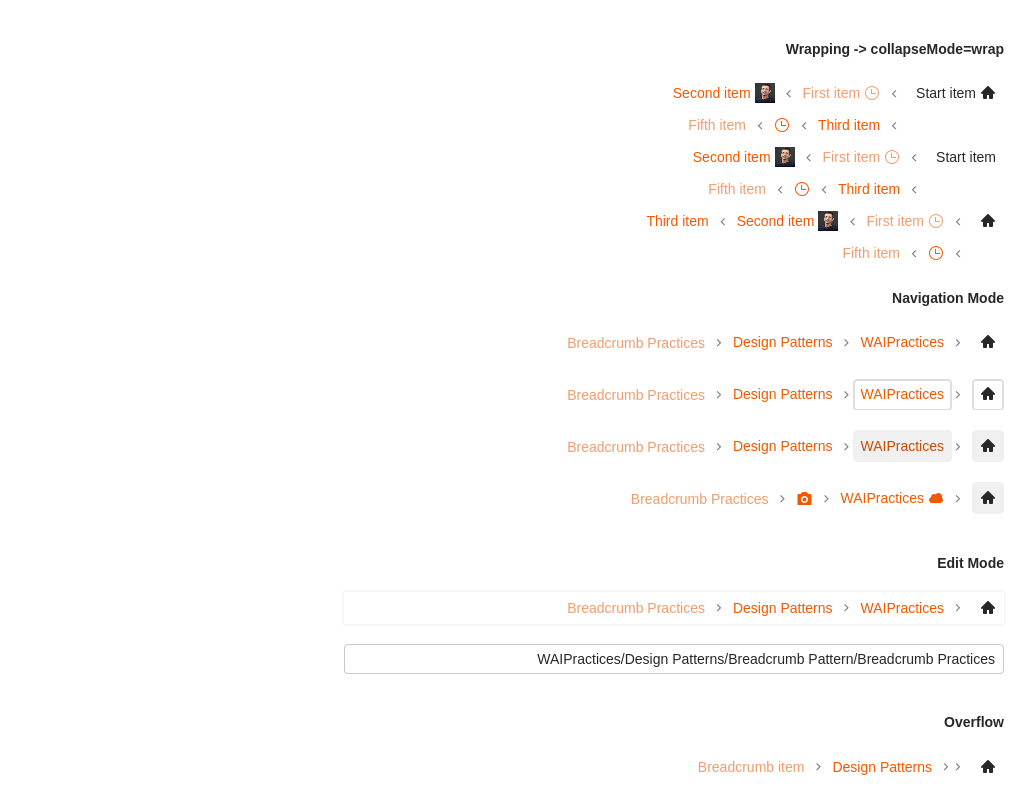 Wrapping -> collapseMode=wrap
Second item First item Start item
Fifth item Third item
Second item First item Start item
Fifth item Third item
Third item Second item First item
Fifth item
Navigation Mode
Breadcrumb Practices Design Patterns WAIPractices
Breadcrumb Practices Design Patterns WAIPractices
Breadcrumb Practices Design Patterns WAIPractices
Breadcrumb Practices WAIPractices
Edit Mode
Breadcrumb Practices Design Patterns WAIPractices
WAIPractices/Design Patterns/Breadcrumb Pattern/Breadcrumb Practices
Overflow
Breadcrumb item Design Patterns